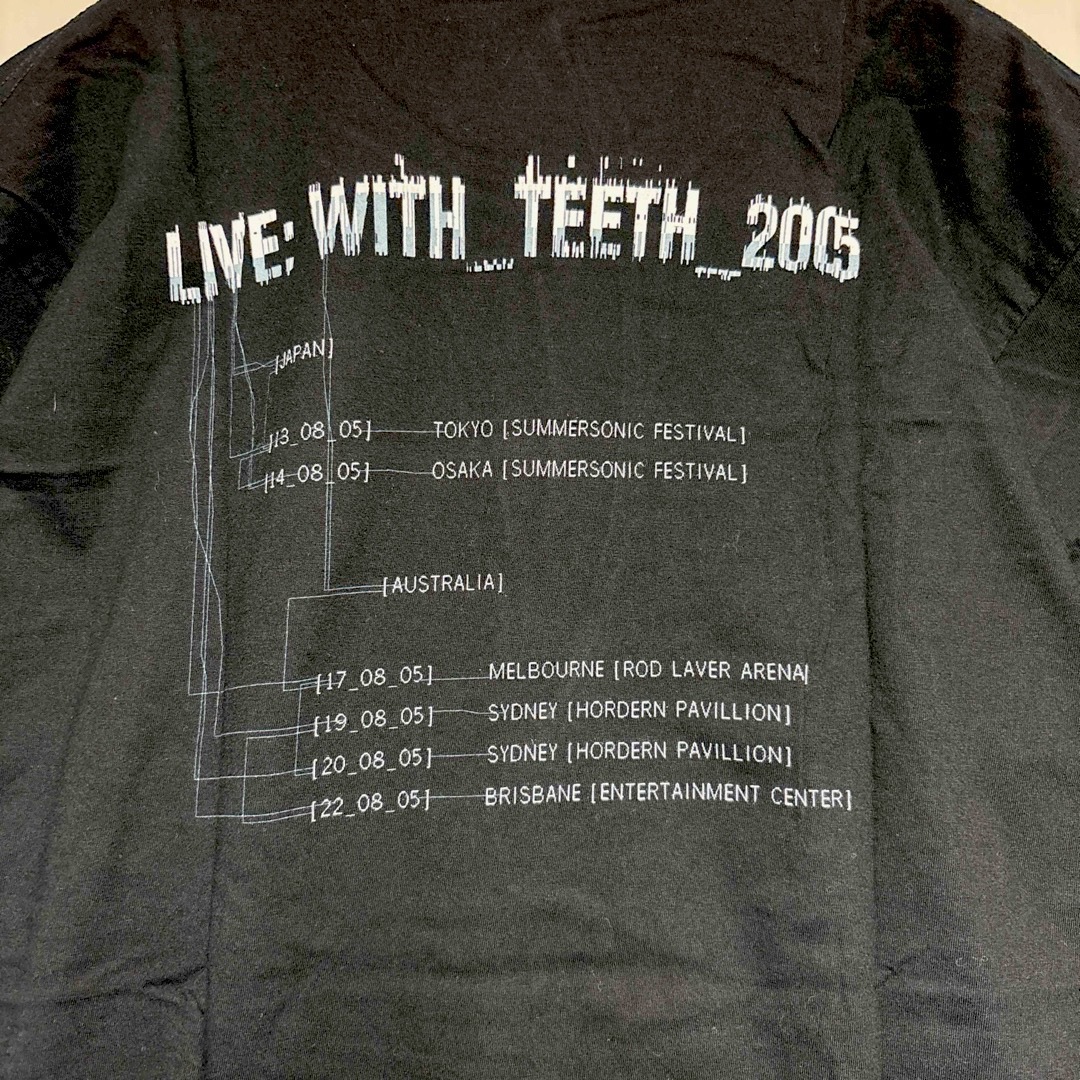 LIVE: WITH_TEETH_2005
[JAPAN]
[13_08_05] TOKYO [SUMMERSONIC FESTIVAL]
[14_08_05] OSAKA [SUMMERSONIC FESTIVAL]
[AUSTRALIA]
[17_08_05] MELBOURNE [ROD LAVER ARENA]
[19_08_05] SYDNEY [HORDERN PAVILLION]
[20_08_05] SYDNEY [HORDERN PAVILLION]
[22_08_05] BRISBANE [ENTERTAINMENT CENTER]